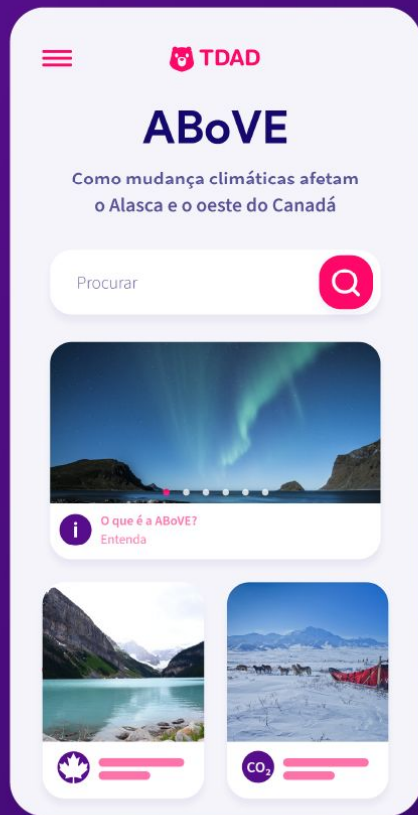 TDAD
ABoVE
Como mudança climáticas afetam
o Alasca e o oeste do Canadá
Procurar
i
O que é a ABoVE?
Entenda
CO₂